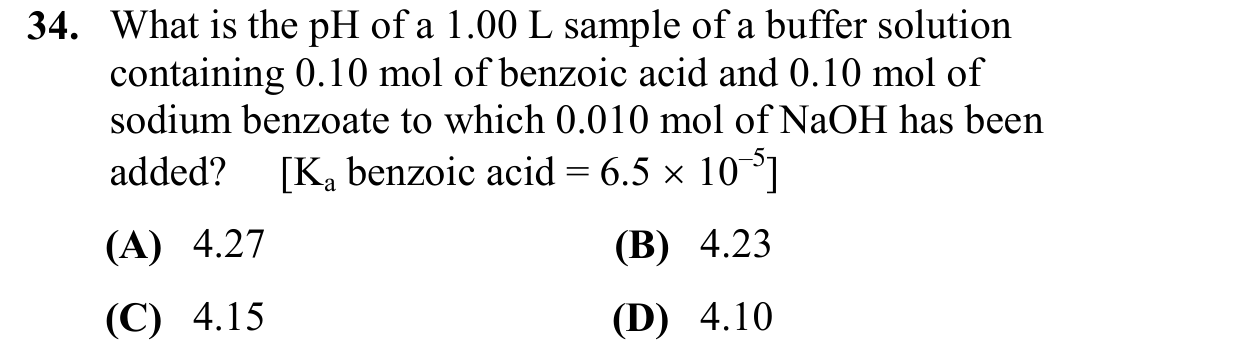 34. What is the pH of a 1.00 L sample of a buffer solution
containing 0.10 mol of benzoic acid and 0.10 mol of
sodium benzoate to which 0.010 mol of NaOH has been
added? [Kₐ benzoic acid = 6.5 × 10⁻⁵]
(A) 4.27 (B) 4.23
(C) 4.15 (D) 4.10